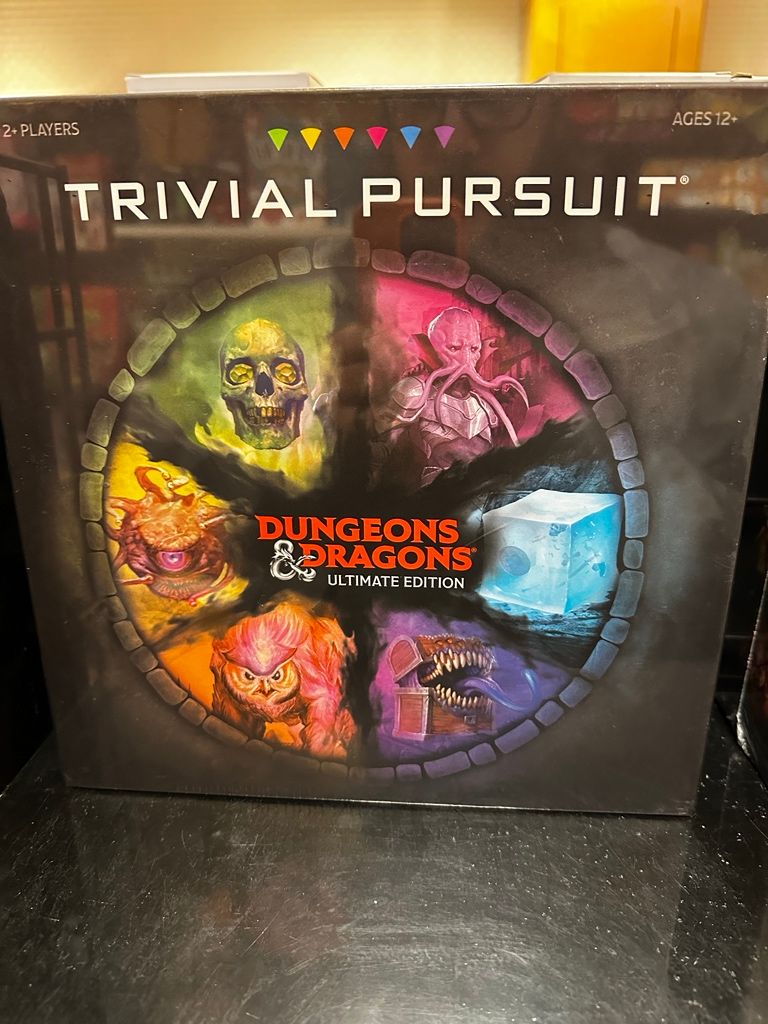 2+ PLAYERS
AGES 12+
TRIVIAL PURSUIT®
DUNGEONS
& DRAGONS®
ULTIMATE EDITION